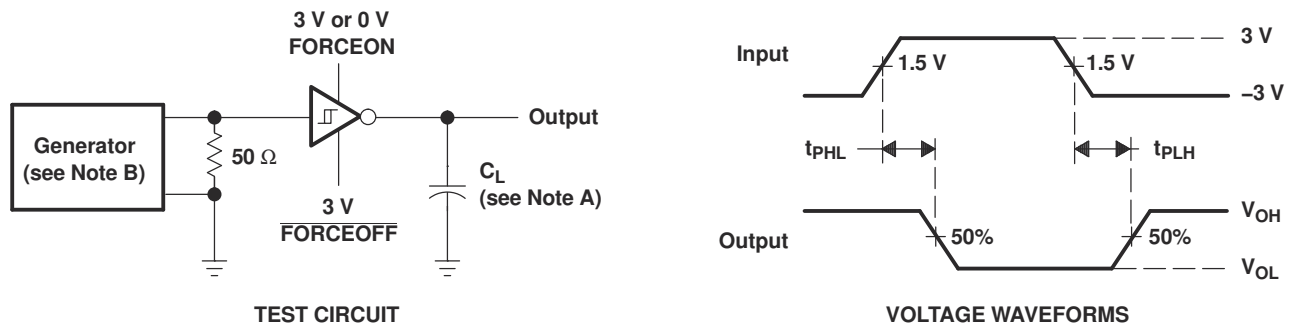 3 V or 0 V
FORCEON
Generator
(see Note B)
50 Ω
Output
C_L
(see Note A)
3 V
FORCEOFF
TEST CIRCUIT
Input
3 V
1.5 V
1.5 V
–3 V
t_PHL
t_PLH
Output
50%
50%
V_OH
V_OL
VOLTAGE WAVEFORMS